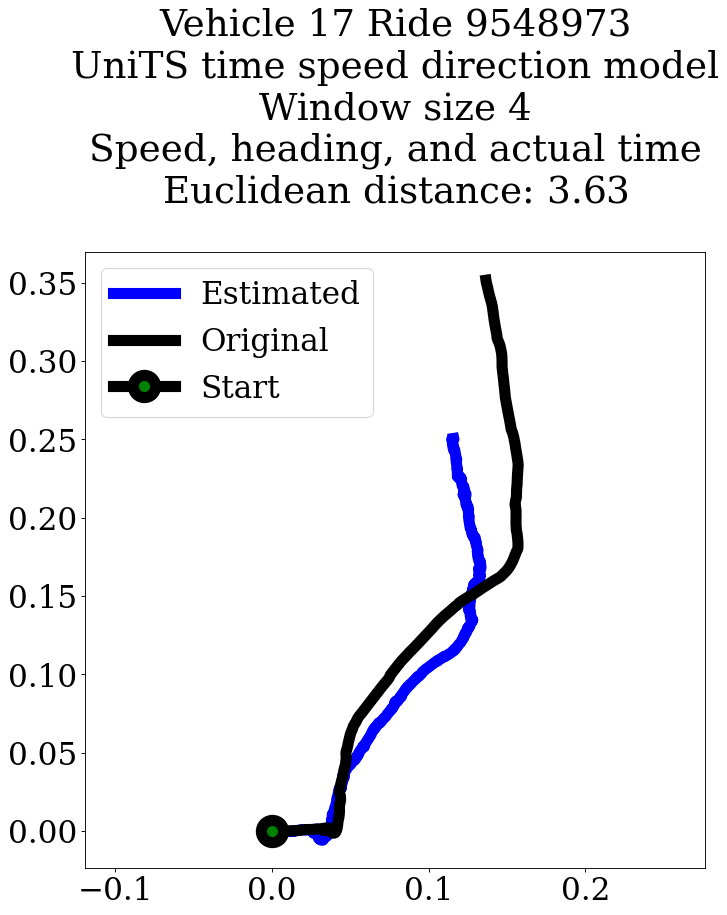 Vehicle 17 Ride 9548973
UniTS time speed direction model
Window size 4
Speed, heading, and actual time
Euclidean distance: 3.63
Estimated
Original
Start
0.35
0.30
0.25
0.20
0.15
0.10
0.05
0.00
−0.1
0.0
0.1
0.2